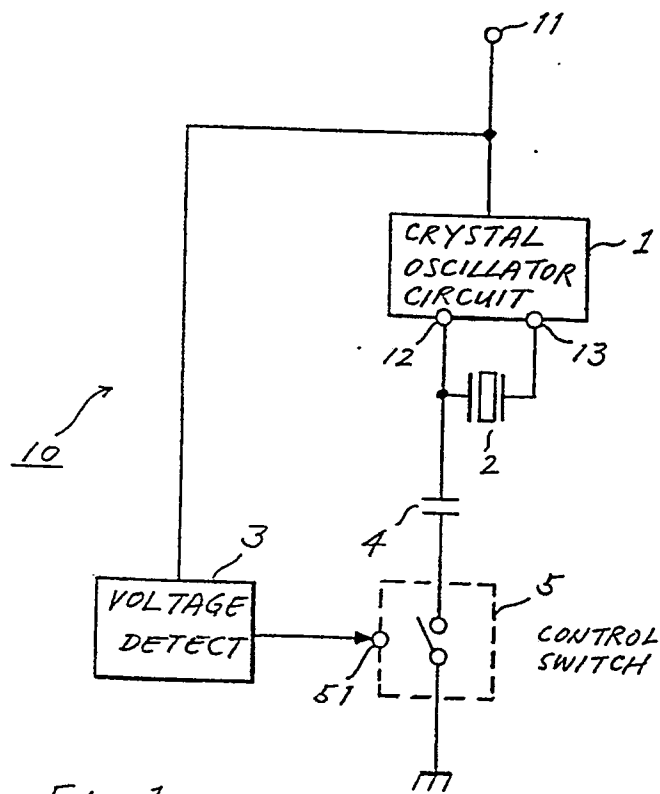 11
CRYSTAL
OSCILLATOR
CIRCUIT
1
12
13
2
10
4
3
VOLTAGE
DETECT
5
51
CONTROL
SWITCH